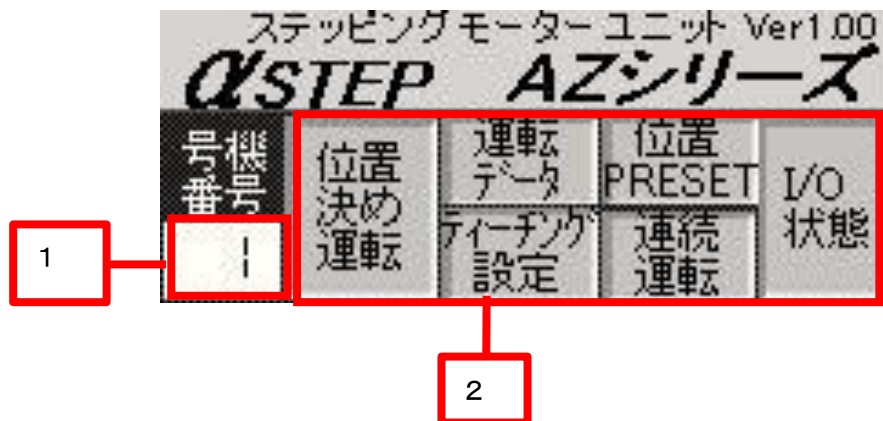 ステッピング モーター ユニット Ver1.00
αSTEP AZシリーズ
号機
番号
1
位置
決め
運転
運転
データ
ティーチング
設定
位置
PRESET
連続
運転
I/O
状態
1
2